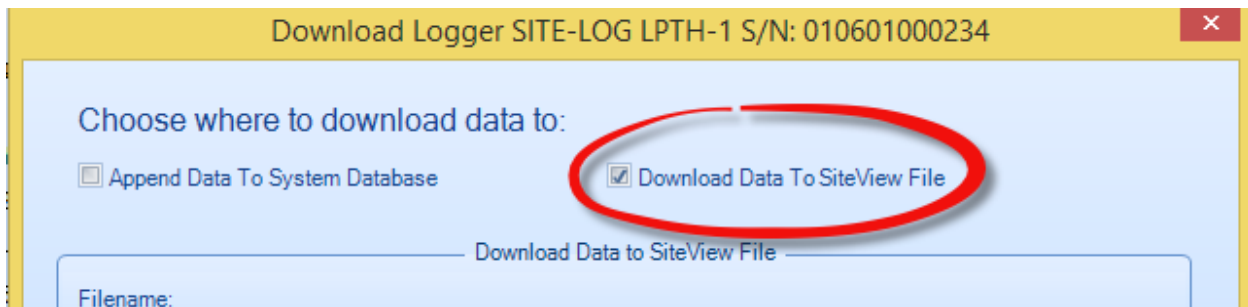 Download Logger SITE-LOG LPTH-1 S/N: 010601000234
Choose where to download data to:
Append Data To System Database Download Data To SiteView File
Download Data to SiteView File
Filename: